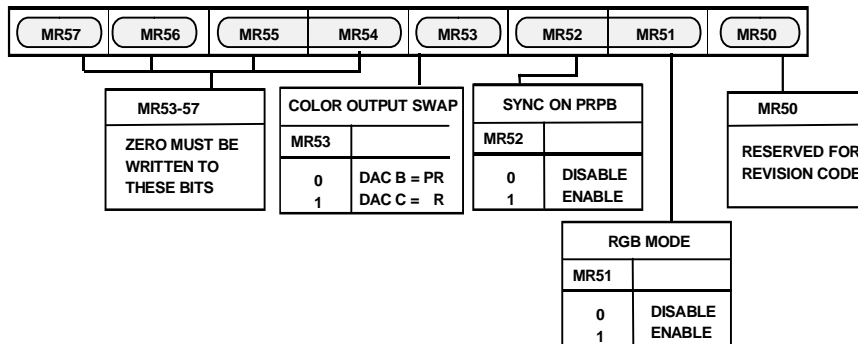 MR57 MR56 MR55 MR54 MR53 MR52 MR51 MR50
MR53-57
ZERO MUST BE
WRITTEN TO
THESE BITS
COLOR OUTPUT SWAP
MR53
0 DAC B = PR
1 DAC C = R
SYNC ON PRPB
MR52
0 DISABLE
1 ENABLE
MR50
RESERVED FOR
REVISION CODE
RGB MODE
MR51
0 DISABLE
1 ENABLE